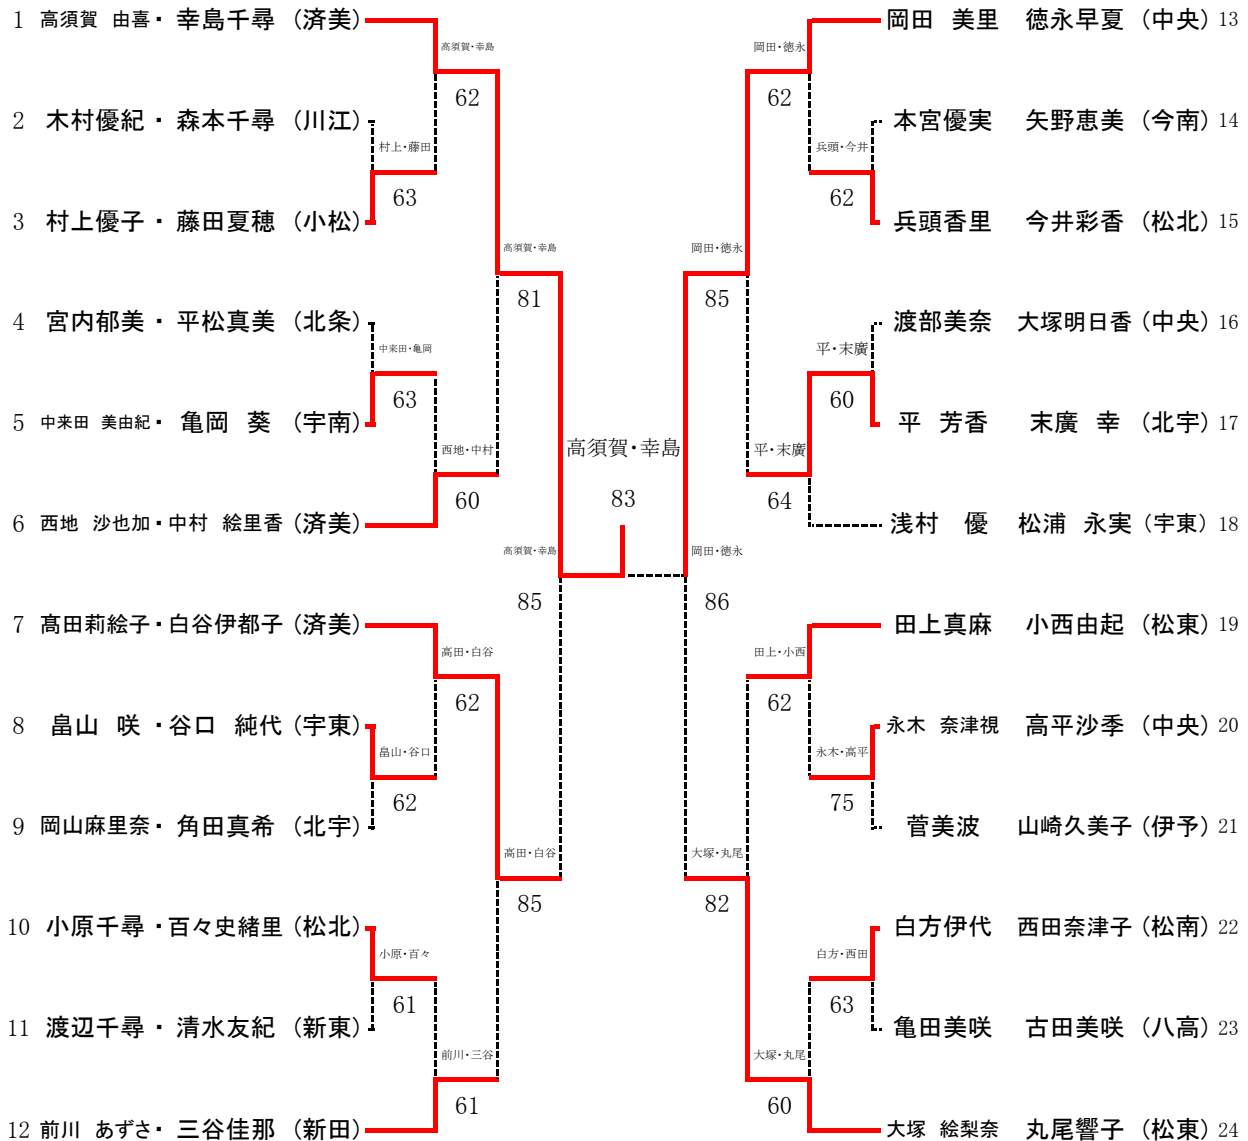 1 高須賀 由喜・ 幸島千尋 (済美)
高須賀・幸島
62
2 木村優紀 ・ 森本千尋 (川江)
村上・藤田
63
3 村上優子 ・ 藤田夏穂 (小松)
高須賀・幸島
81
4 宮内郁美 ・ 平松真美 (北条)
中来田・亀岡
63
5 中来田 美由紀・ 亀岡 葵 (宇南)
西地・中村
60
6 西地 沙也加・中村 絵里香 (済美)
高須賀・幸島
85
7 髙田莉絵子・白谷伊都子 (済美)
高田・白谷
62
8 畠山 咲 ・谷口 純代 (宇東)
畠山・谷口
62
9 岡山麻里奈・ 角田真希 (北宇)
高田・白谷
85
10 小原千尋 ・百々史緒里 (松北)
小原・百々
61
11 渡辺千尋 ・ 清水友紀 (新東)
前川・三谷
61
12 前川 あずさ・ 三谷佳那 (新田)
高須賀・幸島
83
岡田 美里 徳永早夏 (中央) 13
岡田・徳永
62
本宮優実 矢野恵美 (今南) 14
兵頭・今井
62
兵頭香里 今井彩香 (松北) 15
岡田・徳永
85
渡部美奈 大塚明日香 (中央) 16
平・末廣
60
平 芳香 末廣 幸 (北宇) 17
平・末廣
64
浅村 優 松浦 永実 (宇東) 18
岡田・徳永
86
田上真麻 小西由起 (松東) 19
田上・小西
62
永木 奈津視 高平沙季 (中央) 20
永木・高平
75
菅美波 山崎久美子 (伊予) 21
大塚・丸尾
82
白方伊代 西田奈津子 (松南) 22
白方・西田
63
亀田美咲 古田美咲 (八高) 23
大塚・丸尾
60
大塚 絵梨奈 丸尾響子 (松東) 24